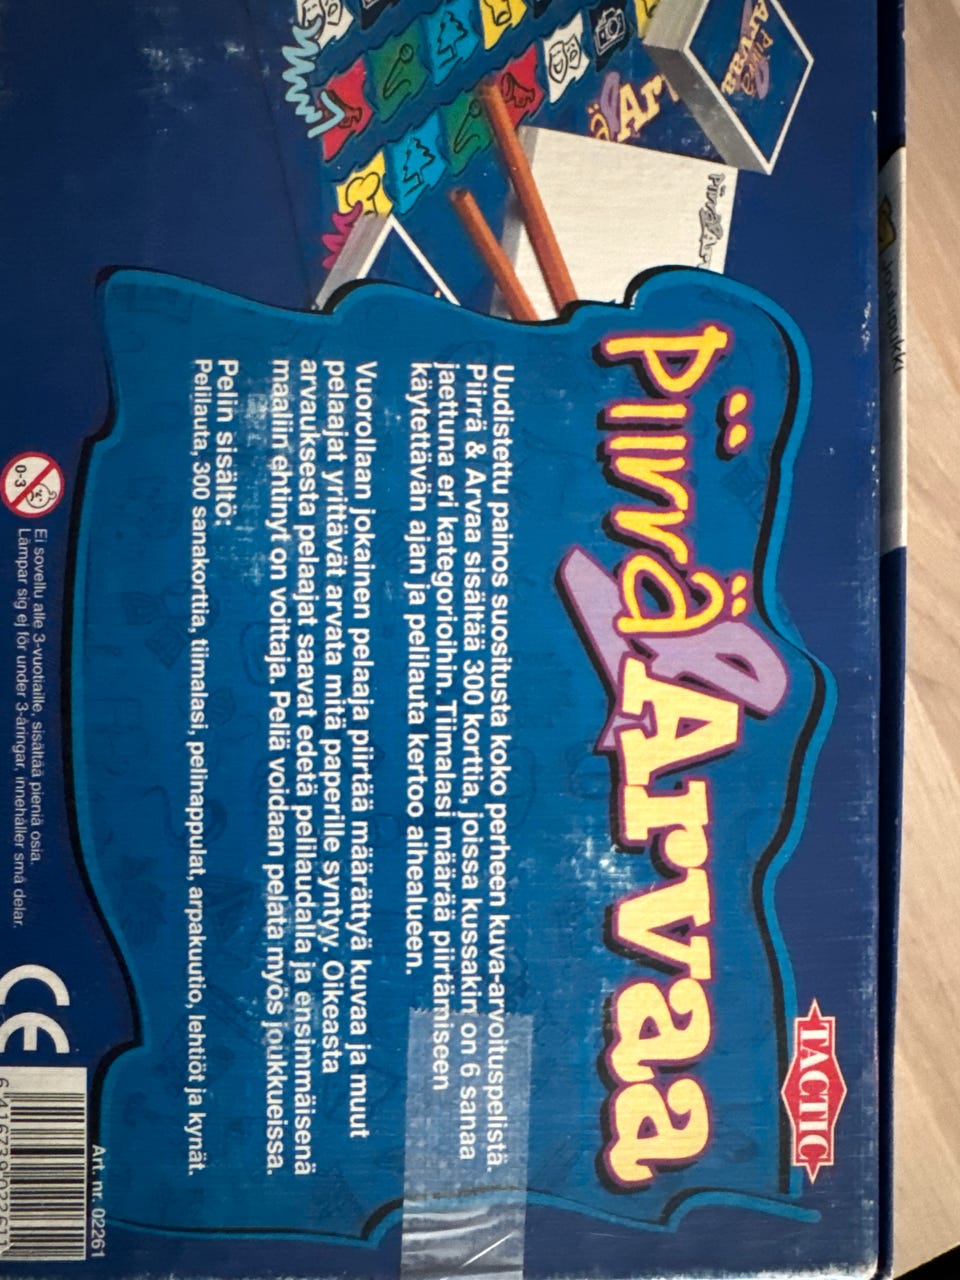 TACTIC
Piirrä & Arvaa
Uudistettu painos suositusta koko perheen kuva-arvoituspelistä.
Piirrä & Arvaa sisältää 300 korttia, joissa kussakin on 6 sanaa
jaettuna eri kategorioihin. Tiimalasi määrää piirtämiseen
käytettävän ajan ja pelilauta kertoo aihealueen.
Vuorollaan jokainen pelaaja piirtää määrättyä kuvaa ja muut
pelaajat yrittävät arvata mitä paperille syntyy. Oikeasta
arvauksesta pelaajat saavat edetä pelilaudalla ja ensimmäisenä
maaliin ehtinyt on voittaja. Peliä voidaan pelata myös joukkueissa.
Pelin sisältö:
Pelilauta, 300 sanakorttia, tiimalasi, pelinappulat, arpakuutio, lehtiöt ja kynät.
0-3
Ei sovellu alle 3-vuotiaille, sisältää pieniä osia.
Lämpar sig ej för under 3-åringar, innehåller små delar.
CE
Art. nr. 02261
Piirrä & Arvaa